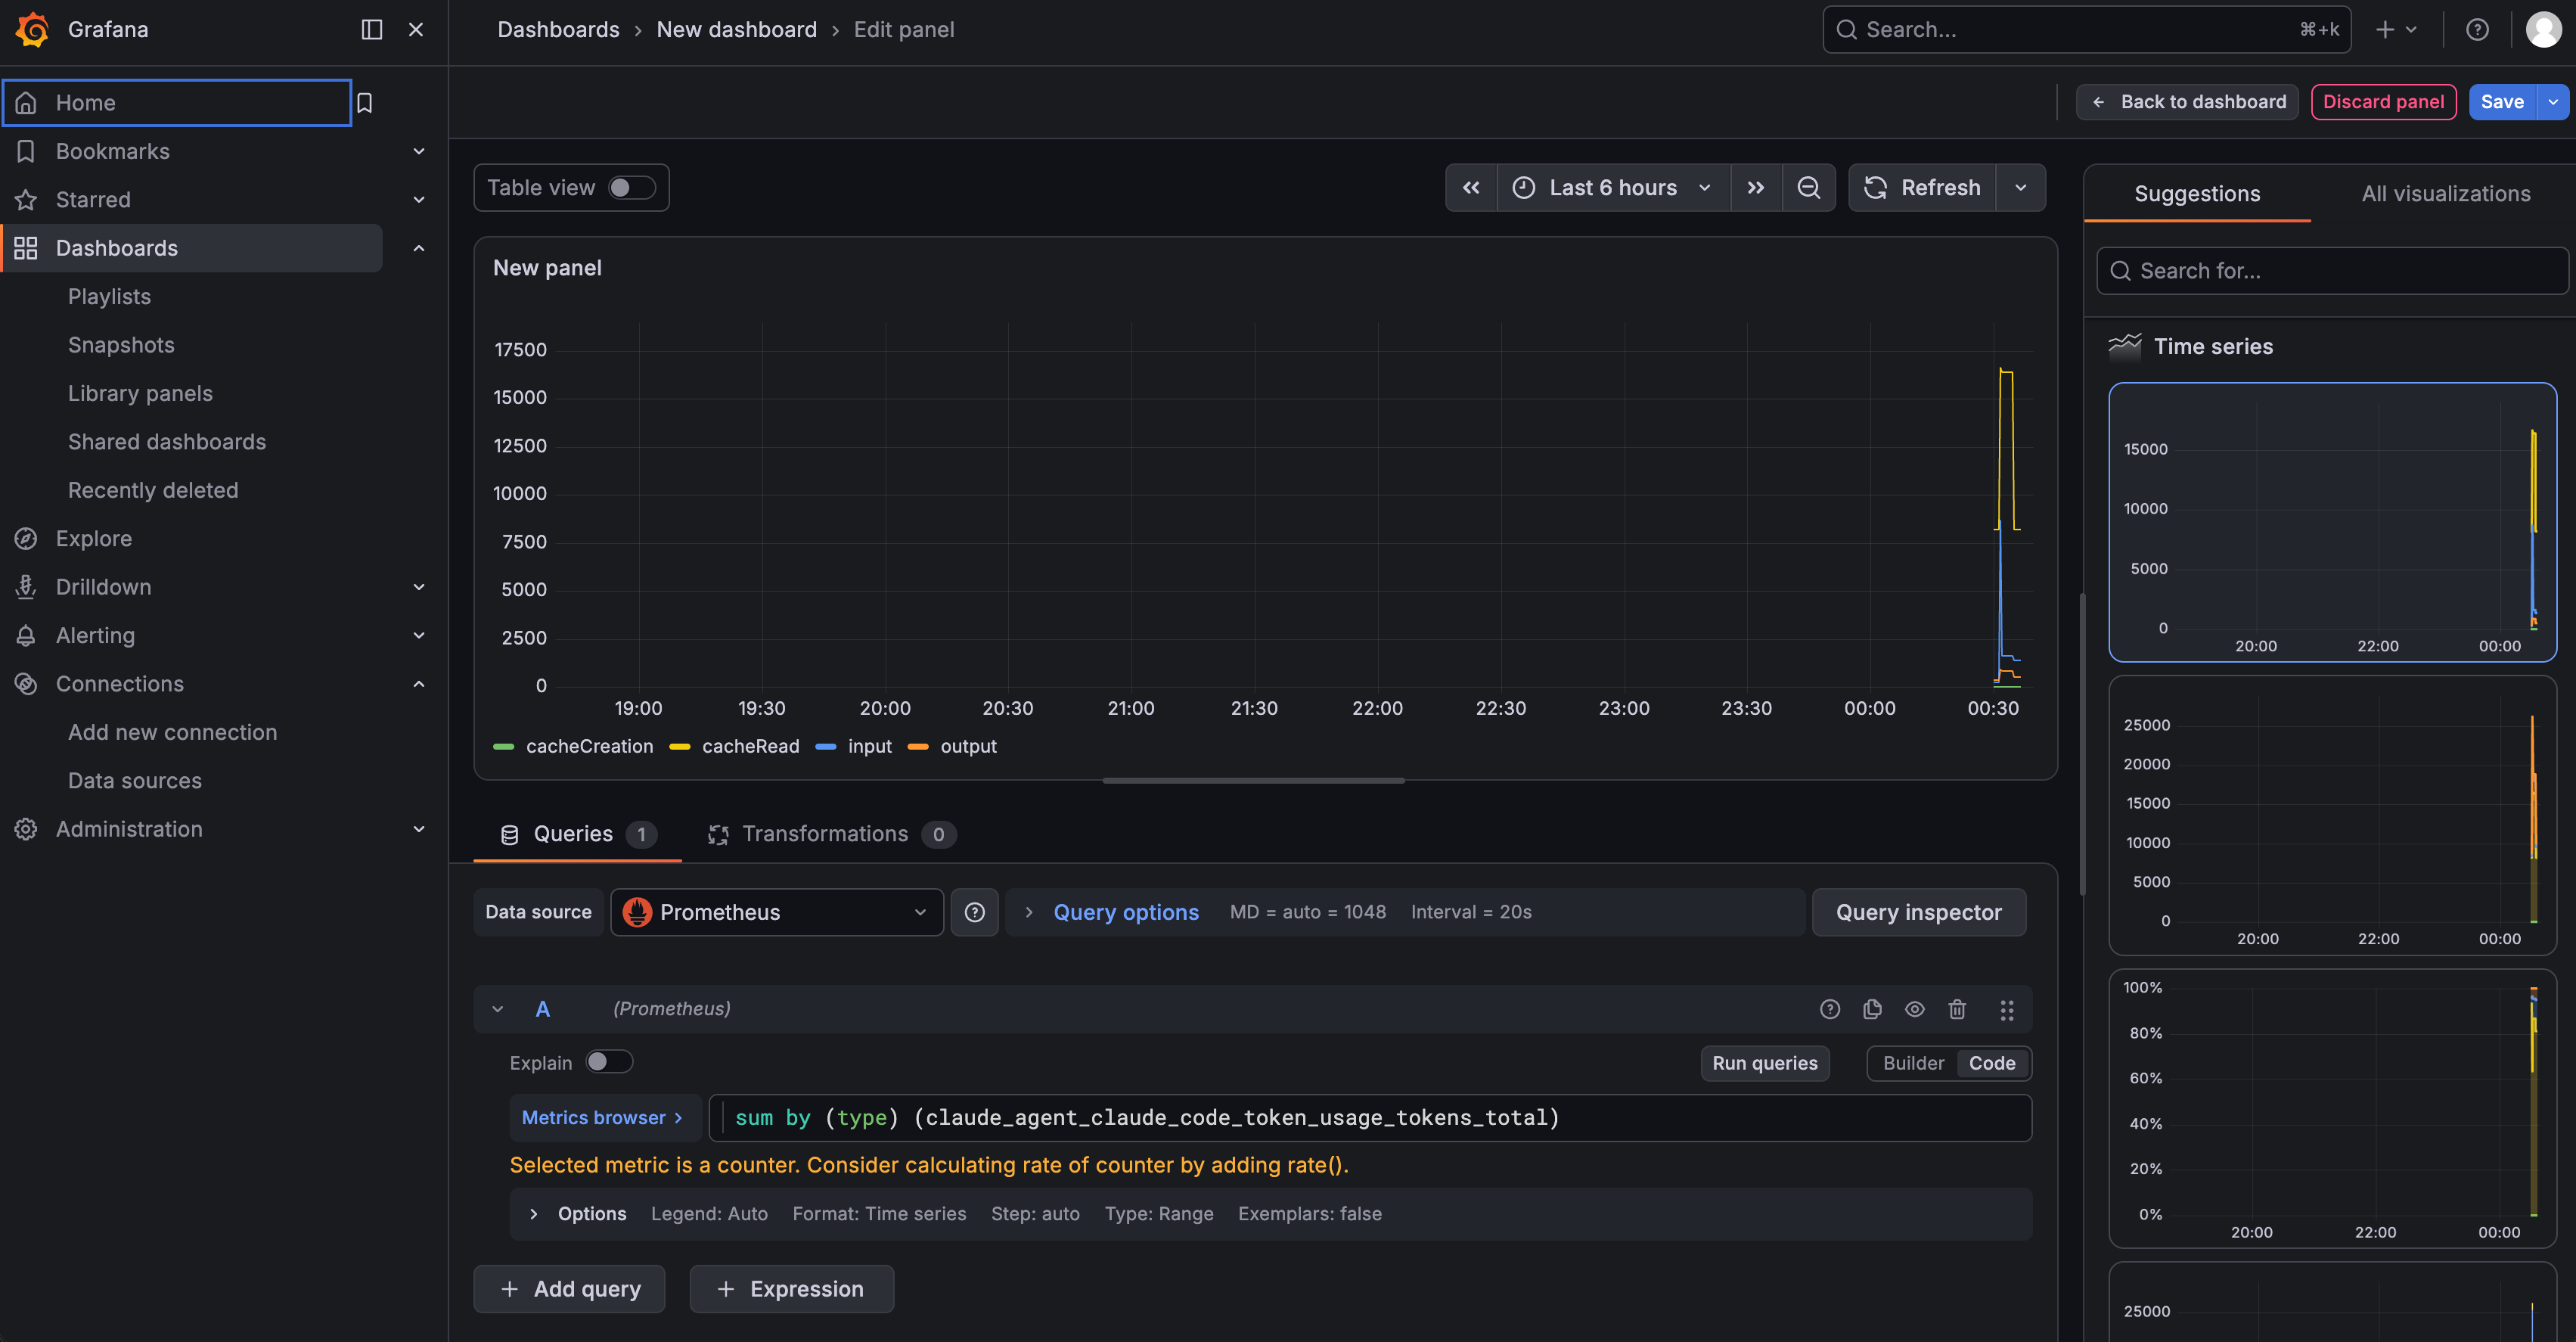 Grafana
Dashboards › New dashboard › Edit panel
Search...
⌘+k
Home
Bookmarks
Starred
Dashboards
Playlists
Snapshots
Library panels
Shared dashboards
Recently deleted
Explore
Drilldown
Alerting
Connections
Add new connection
Data sources
Administration
Back to dashboard
Discard panel
Save
Table view
Last 6 hours
Refresh
New panel
17500
15000
12500
10000
7500
5000
2500
0
19:00 19:30 20:00 20:30 21:00 21:30 22:00 22:30 23:00 23:30 00:00 00:30
cacheCreation cacheRead input output
Queries 1
Transformations 0
Data source
Prometheus
Query options MD = auto = 1048 Interval = 20s
Query inspector
A (Prometheus)
Explain
Run queries
Builder Code
Metrics browser >
sum by (type) (claude_agent_claude_code_token_usage_tokens_total)
Selected metric is a counter. Consider calculating rate of counter by adding rate().
Options Legend: Auto Format: Time series Step: auto Type: Range Exemplars: false
+ Add query
+ Expression
Suggestions
All visualizations
Search for...
Time series
15000
10000
5000
0
20:00 22:00 00:00
25000
20000
15000
10000
5000
0
20:00 22:00 00:00
100%
80%
60%
40%
20%
0%
20:00 22:00 00:00
25000